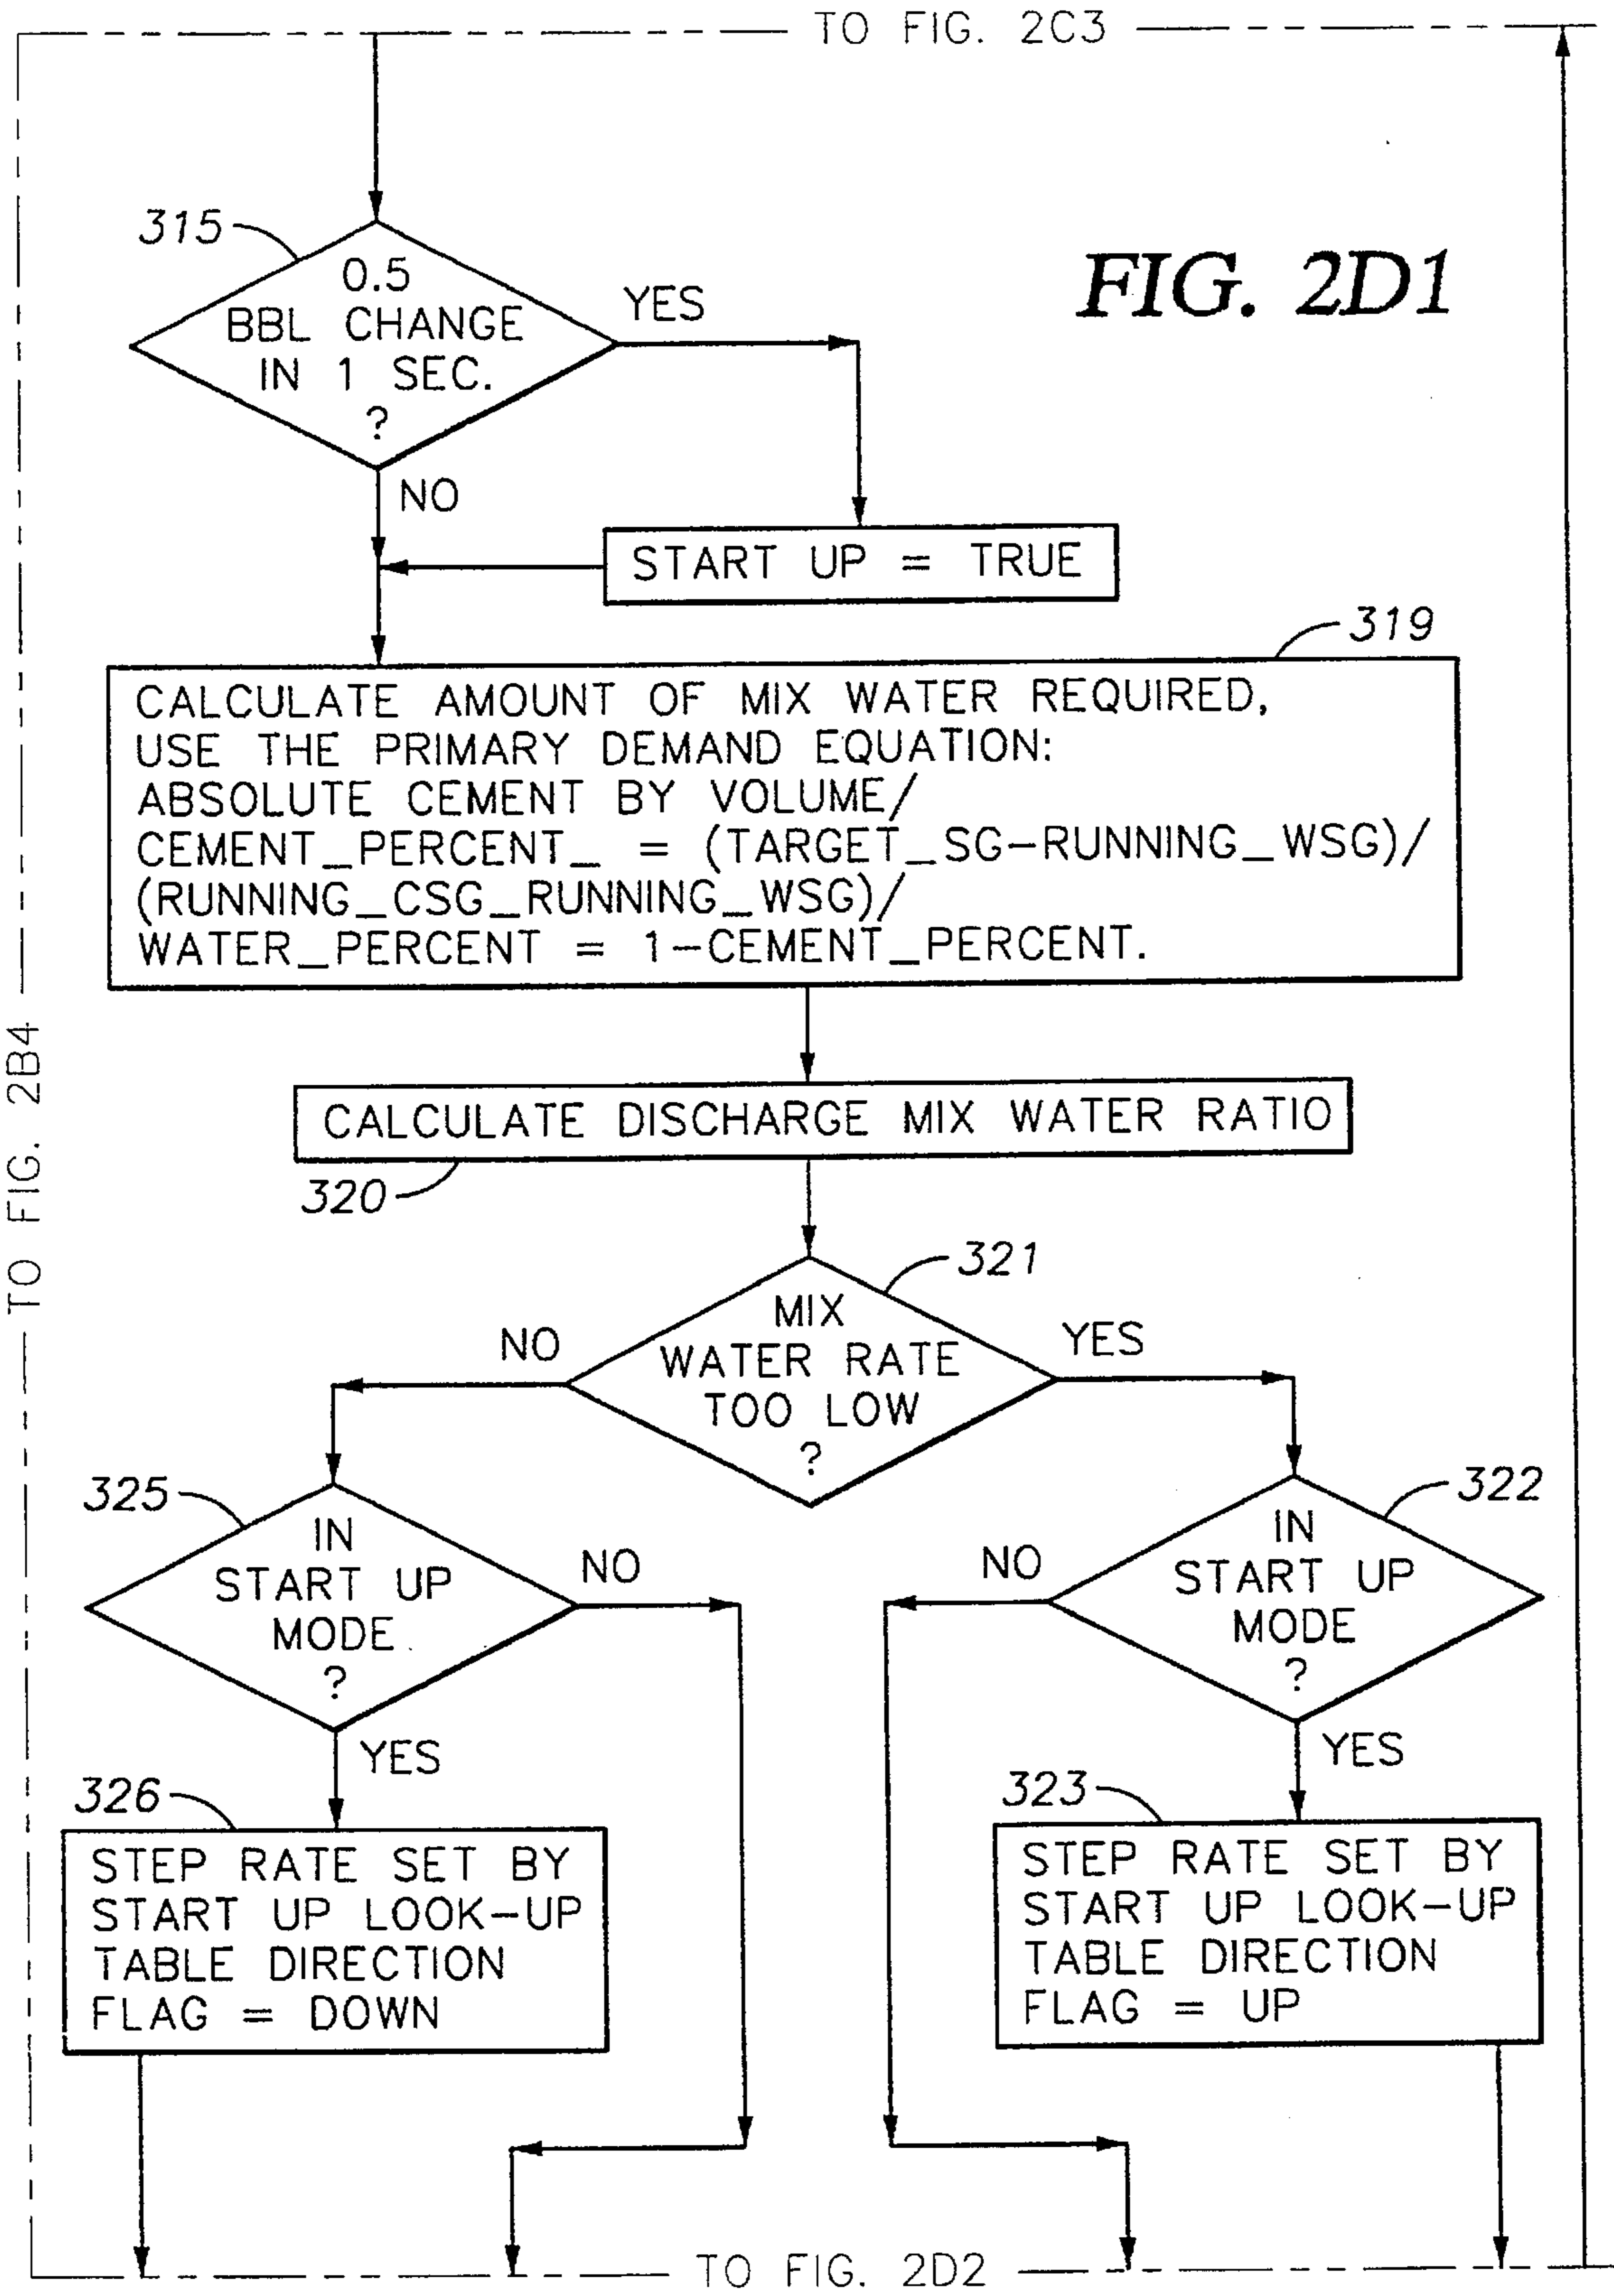 TO FIG. 2C3
FIG. 2D1
315
0.5
BBL CHANGE
IN 1 SEC.
?
YES
NO
START UP = TRUE
319
CALCULATE AMOUNT OF MIX WATER REQUIRED,
USE THE PRIMARY DEMAND EQUATION:
ABSOLUTE CEMENT BY VOLUME/
CEMENT_PERCENT_ = (TARGET_SG-RUNNING_WSG)/
(RUNNING_CSG_RUNNING_WSG)/
WATER_PERCENT = 1-CEMENT_PERCENT.
TO FIG. 2B4
CALCULATE DISCHARGE MIX WATER RATIO
320
321
MIX
WATER RATE
TOO LOW
?
NO
YES
325
IN
START UP
MODE
?
NO
YES
322
IN
START UP
MODE
?
NO
YES
326
STEP RATE SET BY
START UP LOOK-UP
TABLE DIRECTION
FLAG = DOWN
323
STEP RATE SET BY
START UP LOOK-UP
TABLE DIRECTION
FLAG = UP
TO FIG. 2D2